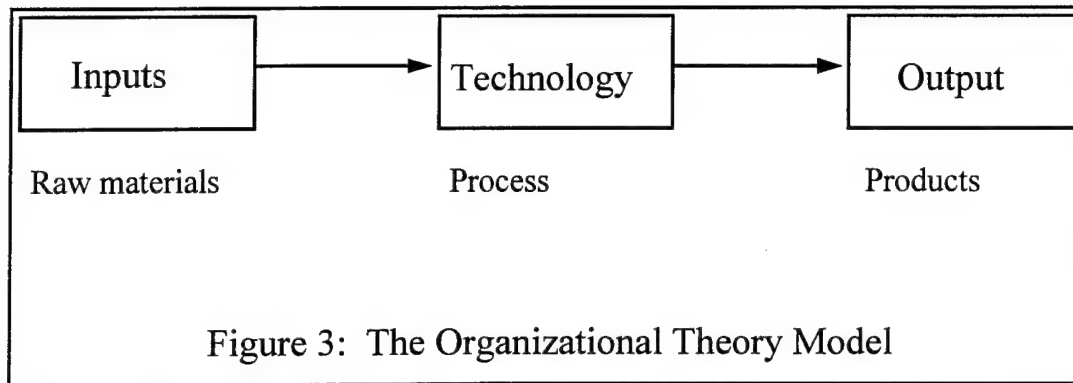 Inputs Technology Output
Raw materials Process Products
Figure 3: The Organizational Theory Model